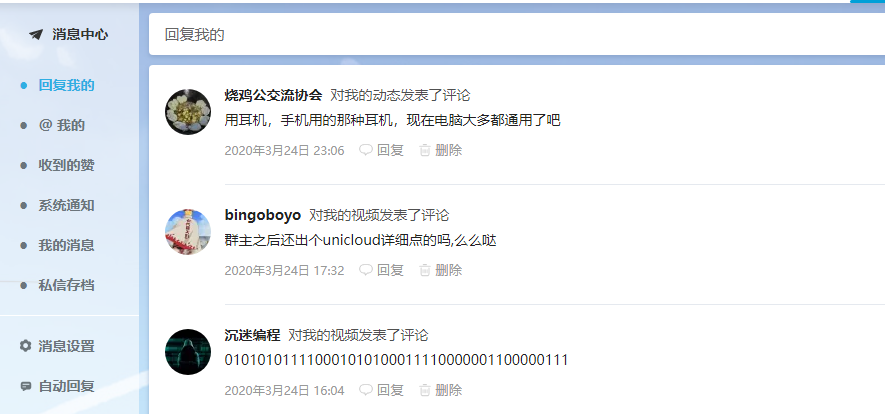 消息中心
回复我的
@ 我的
收到的赞
系统通知
我的消息
私信存档
消息设置
自动回复
回复我的
烧鸡公交流协会 对我的动态发表了评论
用耳机，手机用的那种耳机，现在电脑大多都通用了吧
2020年3月24日 23:06 回复 删除
bingoboyo 对我的视频发表了评论
群主之后还出个unicloud详细点的吗,么么哒
2020年3月24日 17:32 回复 删除
沉迷编程 对我的视频发表了评论
0101010111100010101000111100000011000001​11
2020年3月24日 16:04 回复 删除